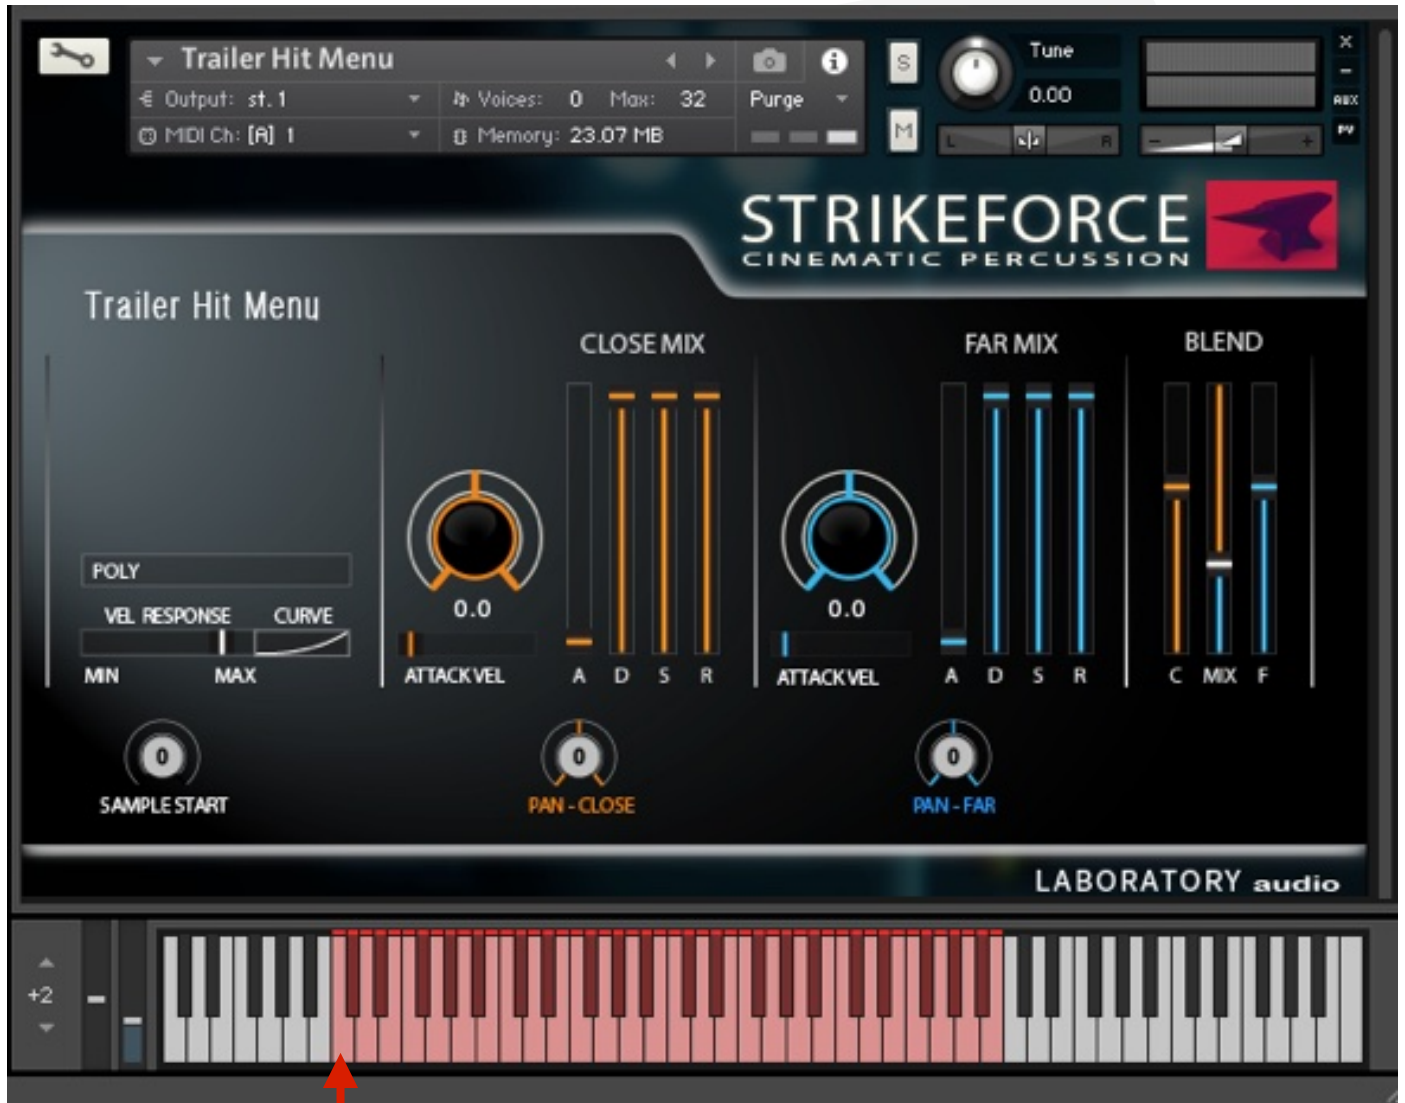 Trailer Hit Menu
Output: st. 1
Voices: 0 Max: 32
Purge
MIDI Ch: [A] 1
Memory: 23.07 MB
S
M
Tune
0.00
L R
- +
X
-
AUX
PV
STRIKEFORCE
CINEMATIC PERCUSSION
Trailer Hit Menu
CLOSE MIX
FAR MIX
BLEND
POLY
VEL RESPONSE
CURVE
MIN
MAX
0.0
ATTACK VEL
A D S R
0.0
ATTACK VEL
A D S R
C MIX F
0
SAMPLE START
0
PAN - CLOSE
0
PAN - FAR
LABORATORY audio
+2